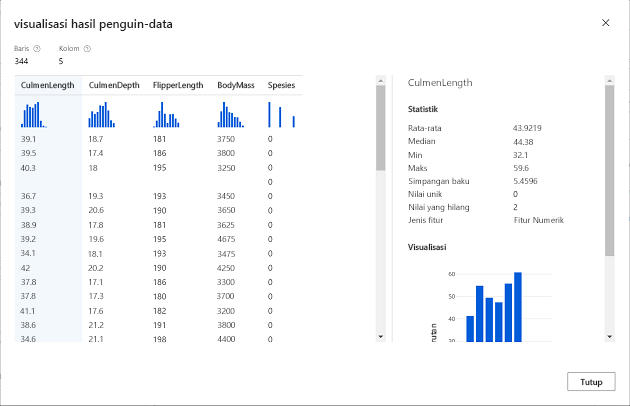 visualisasi hasil penguin-data
Baris Kolom
344 5
CulmenLength CulmenDepth FlipperLength BodyMass Spesies
39.1 18.7 181 3750 0
39.5 17.4 186 3800 0
40.3 18 195 3250 0
0
36.7 19.3 193 3450 0
39.3 20.6 190 3650 0
38.9 17.8 181 3625 0
39.2 19.6 195 4675 0
34.1 18.1 193 3475 0
42 20.2 190 4250 0
37.8 17.1 186 3300 0
37.8 17.3 180 3700 0
41.1 17.6 182 3200 0
38.6 21.2 191 3800 0
34.6 21.1 198 4400 0
CulmenLength
Statistik
Rata-rata 43.9219
Median 44.38
Min 32.1
Maks 59.6
Simpangan baku 5.4596
Nilai unik 0
Nilai yang hilang 2
Jenis fitur Fitur Numerik
Visualisasi
60
50
40
30
rutan
Tutup